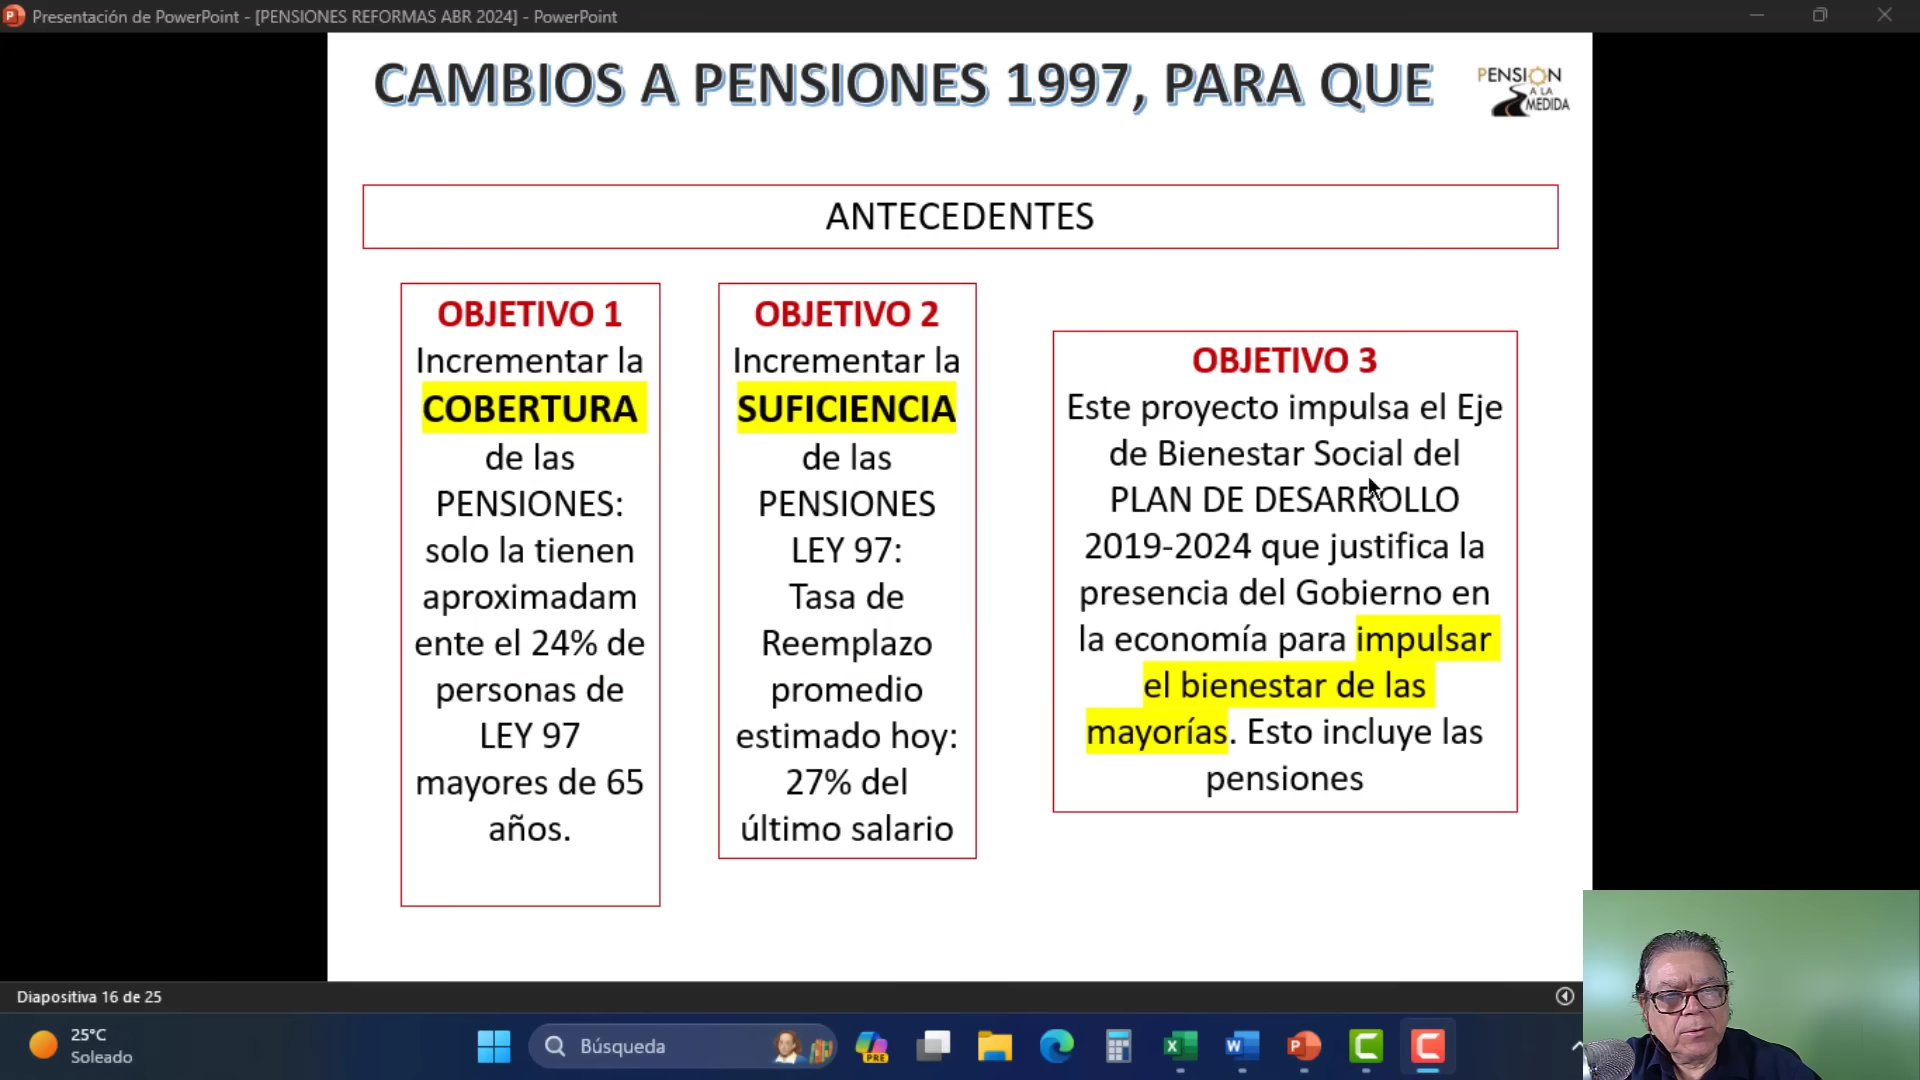 Presentación de PowerPoint - [PENSIONES REFORMAS ABR 2024] - PowerPoint
CAMBIOS A PENSIONES 1997, PARA QUE
PENSIÓN
A LA
MEDIDA
ANTECEDENTES
OBJETIVO 1
Incrementar la
COBERTURA
de las
PENSIONES:
solo la tienen
aproximadam
ente el 24% de
personas de
LEY 97
mayores de 65
años.
OBJETIVO 2
Incrementar la
SUFICIENCIA
de las
PENSIONES
LEY 97:
Tasa de
Reemplazo
promedio
estimado hoy:
27% del
último salario
OBJETIVO 3
Este proyecto impulsa el Eje
de Bienestar Social del
PLAN DE DESARROLLO
2019-2024 que justifica la
presencia del Gobierno en
la economía para impulsar
el bienestar de las
mayorías. Esto incluye las
pensiones
Diapositiva 16 de 25
25°C
Soleado
Búsqueda
PRE